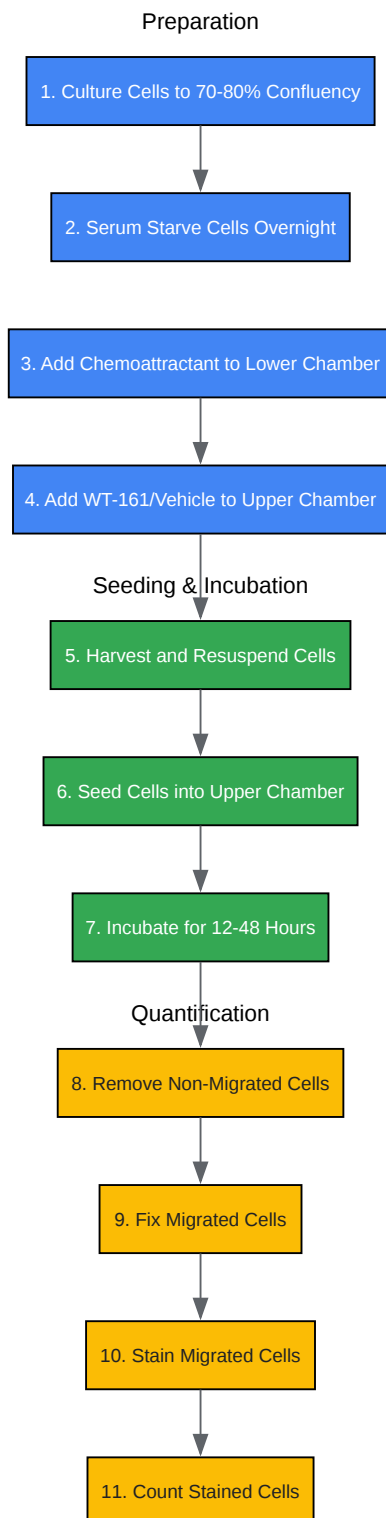 Preparation
1. Culture Cells to 70-80% Confluency
2. Serum Starve Cells Overnight
3. Add Chemoattractant to Lower Chamber
4. Add WT-161/Vehicle to Upper Chamber
Seeding & Incubation
5. Harvest and Resuspend Cells
6. Seed Cells into Upper Chamber
7. Incubate for 12-48 Hours
Quantification
8. Remove Non-Migrated Cells
9. Fix Migrated Cells
10. Stain Migrated Cells
11. Count Stained Cells